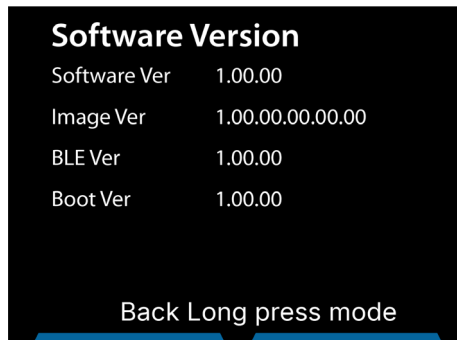 Software Version
Software Ver 1.00.00
Image Ver 1.00.00.00.00.00
BLE Ver 1.00.00
Boot Ver 1.00.00
Back Long press mode